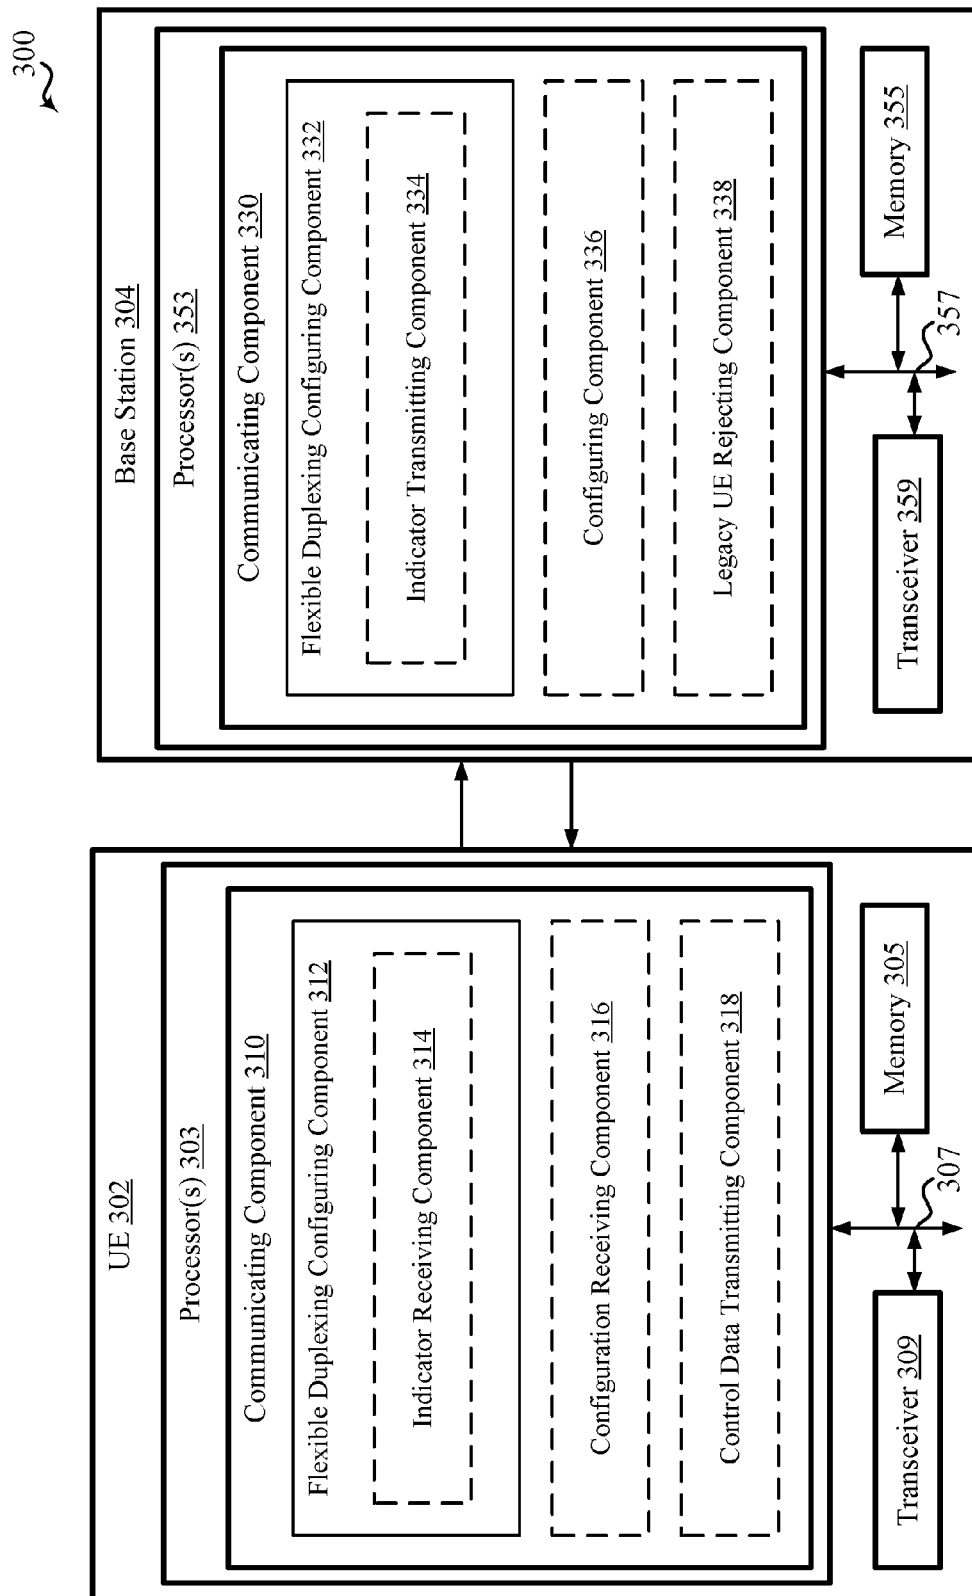 300
UE 302
Processor(s) 303
Communicating Component 310
Flexible Duplexing Configuring Component 312
Indicator Receiving Component 314
Configuration Receiving Component 316
Control Data Transmitting Component 318
Transceiver 309
Memory 305
307
Base Station 304
Processor(s) 353
Communicating Component 330
Flexible Duplexing Configuring Component 332
Indicator Transmitting Component 334
Configuring Component 336
Legacy UE Rejecting Component 338
Transceiver 359
Memory 355
357